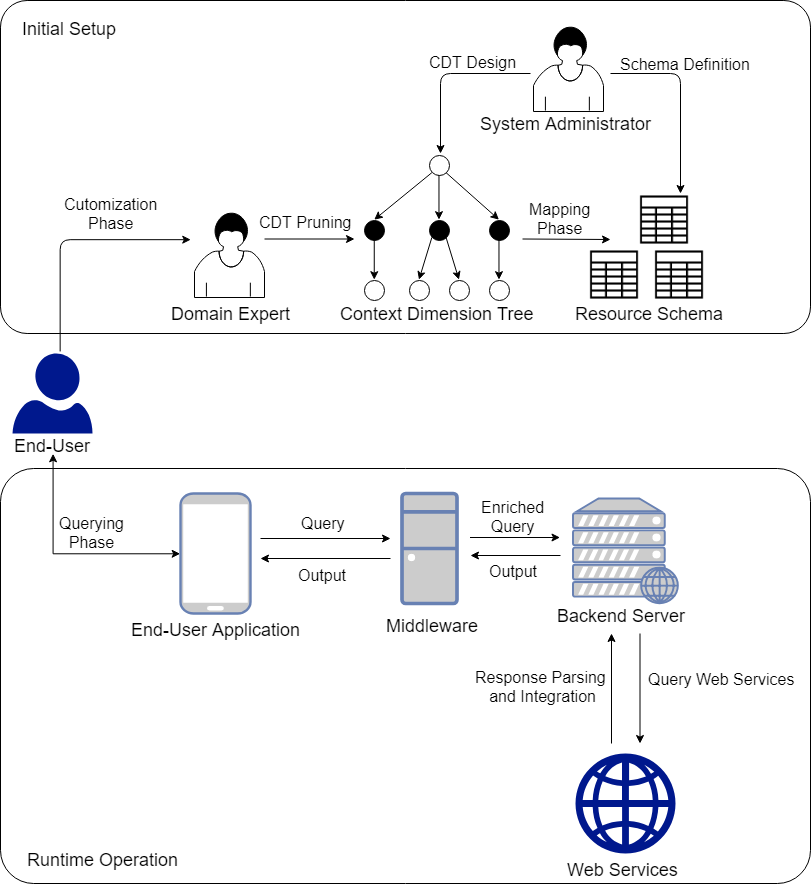 Initial Setup
CDT Design
Schema Definition
System Administrator
Cutomization
Phase
CDT Pruning
Mapping
Phase
Domain Expert
Context Dimension Tree
Resource Schema
End-User
Querying
Phase
Query
Output
Enriched
Query
Output
End-User Application
Middleware
Backend Server
Response Parsing
and Integration
Query Web Services
Runtime Operation
Web Services